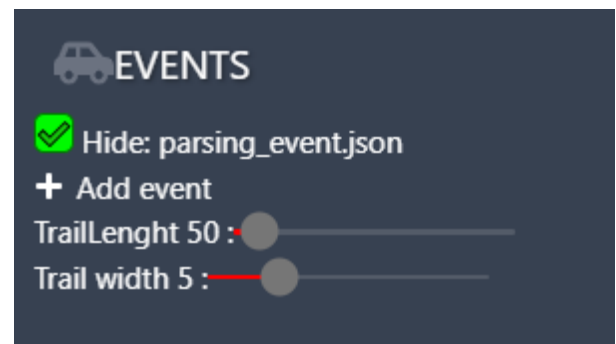 EVENTS
Hide: parsing_event.json
Add event
TrailLenght 50 :
Trail width 5 :